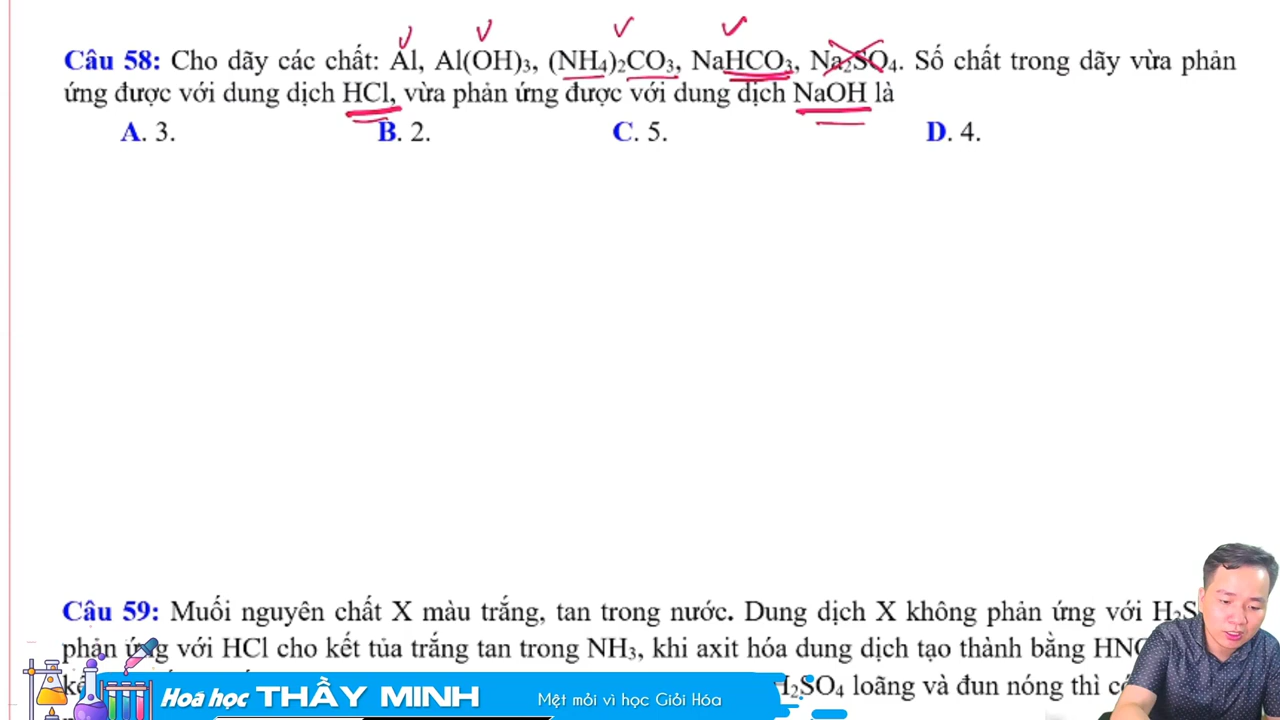 Câu 58: Cho dãy các chất: Al, Al(OH)₃, (NH₄)₂CO₃, NaHCO₃, Na₂SO₄. Số chất trong dãy vừa phản
ứng được với dung dịch HCl, vừa phản ứng được với dung dịch NaOH là
A. 3. B. 2. C. 5. D. 4.
Câu 59: Muối nguyên chất X màu trắng, tan trong nước. Dung dịch X không phản ứng với
phản ứng với HCl cho kết tủa trắng tan trong NH₃, khi axit hóa dung dịch tạo thành bằng
H₂SO₄ loãng và đun nóng thì
Hoá học THẦY MINH Mệt mỏi vì học Giỏi Hóa